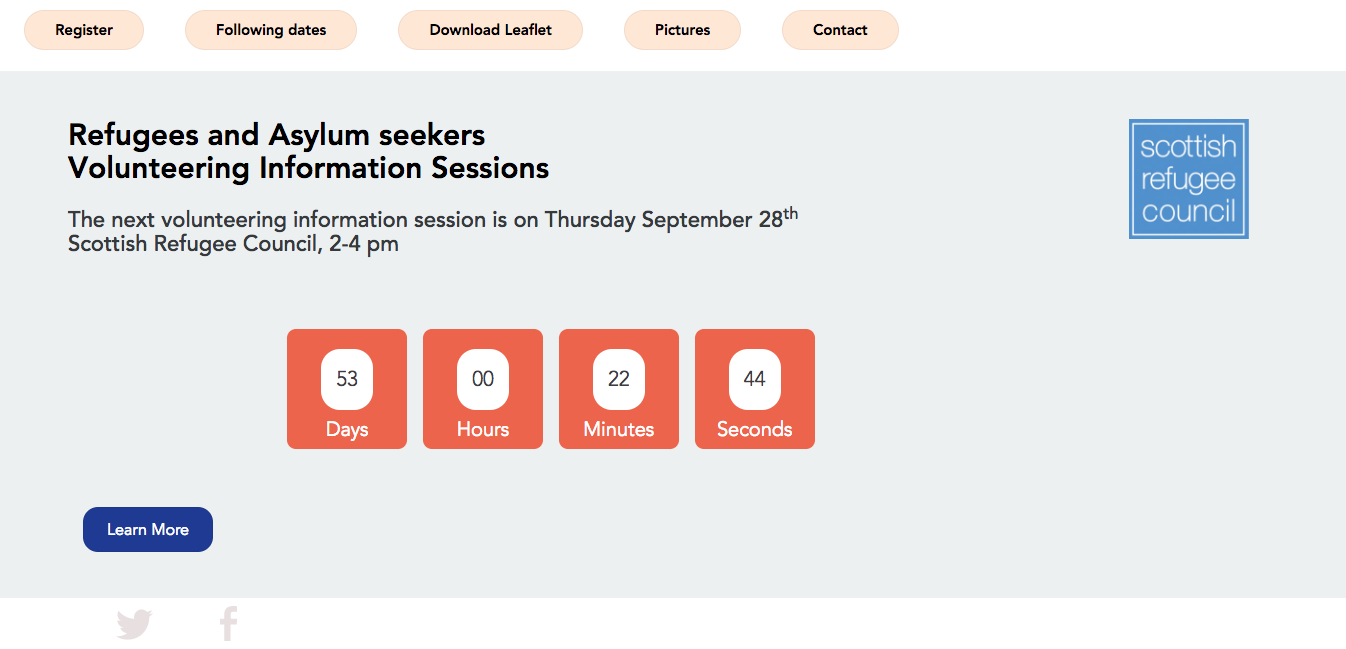 Register
Following dates
Download Leaflet
Pictures
Contact
Refugees and Asylum seekers
Volunteering Information Sessions
The next volunteering information session is on Thursday September 28th
Scottish Refugee Council, 2-4 pm
scottish
refugee
council
53
Days
00
Hours
22
Minutes
44
Seconds
Learn More